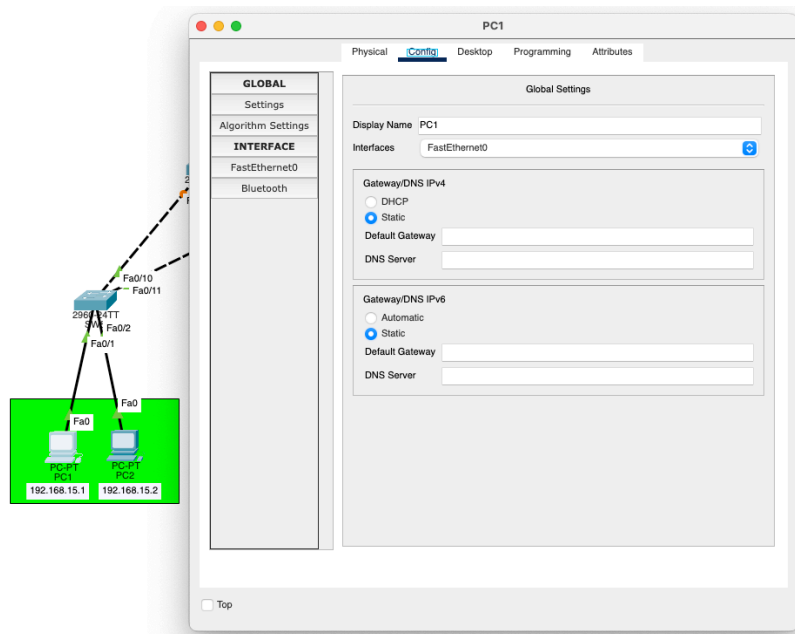 PC1
Physical Config Desktop Programming Attributes
GLOBAL
Settings
Algorithm Settings
INTERFACE
FastEthernet0
Bluetooth
Global Settings
Display Name PC1
Interfaces FastEthernet0
Gateway/DNS IPv4
DHCP
Static
Default Gateway
DNS Server
Gateway/DNS IPv6
Automatic
Static
Default Gateway
DNS Server
Top
Fa0/10
Fa0/11
2960-24TT
Fa0/2
Fa0/1
Fa0
Fa0
PC-PT
PC1
PC-PT
PC2
192.168.15.1
192.168.15.2